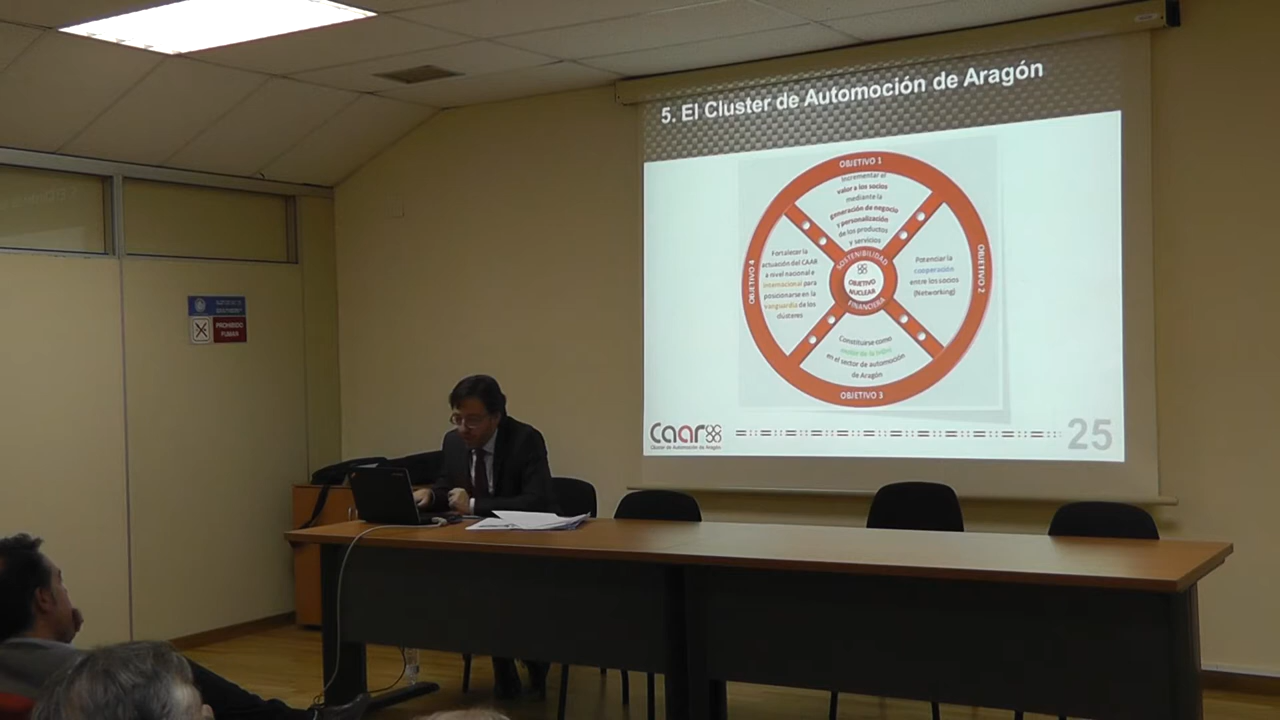 5. El Cluster de Automoción de Aragón
OBJETIVO 1
Incrementar el
valor a los socios
mediante la
generación de negocio
y personalización
de los productos
y servicios
OBJETIVO 4
Fortalecer la
actuación del CAAR
a nivel nacional e
internacional para
posicionarse en la
vanguardia de los
clústeres
SOSTENIBILIDAD
OBJETIVO
NUCLEAR
FINANCIERA
Potenciar la
cooperación
entre los socios
(Networking)
OBJETIVO 2
Constituirse como
en el sector de automoción
de Aragón
OBJETIVO 3
caar
Cluster de Automoción de Aragón
25
PROHIBIDO
FUMAR